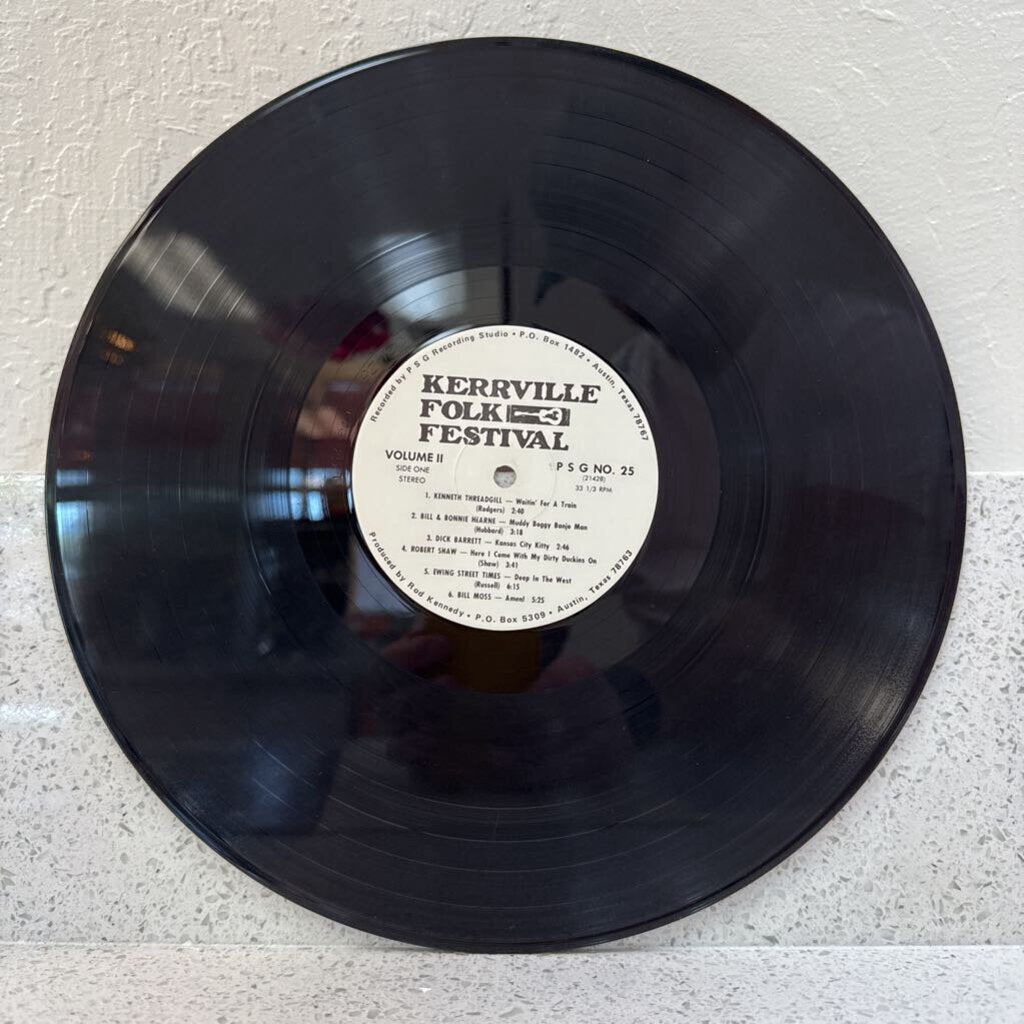 Recorded by P S G Recording Studio • P.O. Box 1482 • Austin, Texas 78767
KERRVILLE
FOLK
FESTIVAL
VOLUME II
SIDE ONE
STEREO
P S G NO. 25
(21428)
33 1/3 RPM
1. KENNETH THREADGILL — Waitin' For A Train
(Rodgers) 2:40
2. BILL & BONNIE HEARNE — Muddy Boggy Banjo Man
(Hubbard) 3:18
3. DICK BARRETT — Kansas City Kitty 2:46
4. ROBERT SHAW — Here I Come With My Dirty Duckins On
(Shaw) 3:41
5. EWING STREET TIMES — Deep In The West
(Russell) 6:15
6. BILL MOSS — Amen! 5:25
Produced by Rod Kennedy • P.O. Box 5309 • Austin, Texas 78763